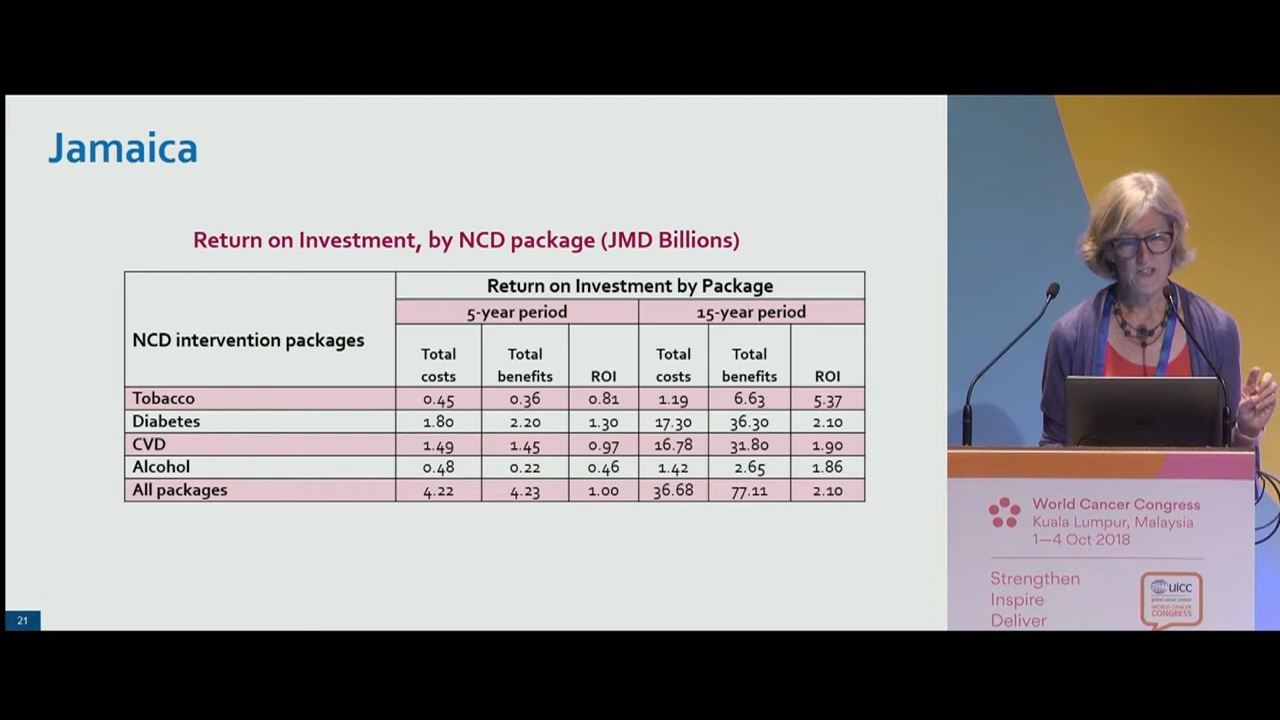 Jamaica
Return on Investment, by NCD package (JMD Billions)
NCD intervention packages
Return on Investment by Package
5-year period 15-year period
Total costs Total benefits ROI Total costs Total benefits ROI
Tobacco 0.45 0.36 0.81 1.19 6.63 5.37
Diabetes 1.80 2.20 1.30 17.30 36.30 2.10
CVD 1.49 1.45 0.97 16.78 31.80 1.90
Alcohol 0.48 0.22 0.46 1.42 2.65 1.86
All packages 4.22 4.23 1.00 36.68 77.11 2.10
21
World Cancer Congress
Kuala Lumpur, Malaysia
1—4 Oct 2018
Strengthen
Inspire
Deliver
uicc
WORLD CANCER
CONGRESS